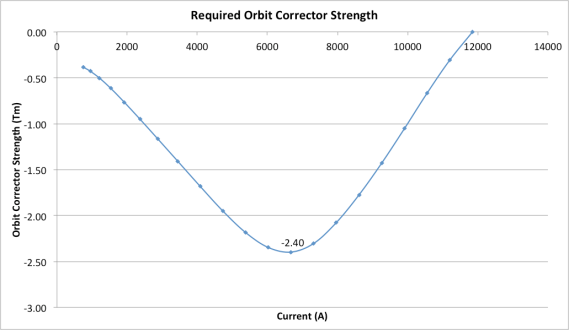 Required Orbit Corrector Strength
0.00
0 2000 4000 6000 8000 10000 12000 14000
-0.50
-1.00
-1.50
-2.00
-2.40
-2.50
-3.00
Orbit Corrector Strength (Tm)
Current (A)